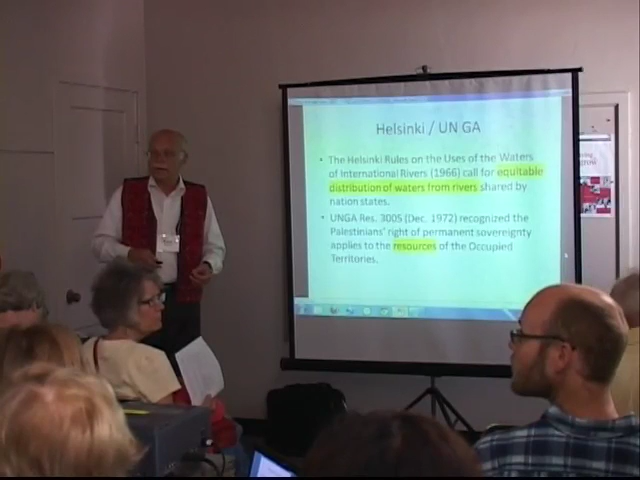 Helsinki / UN GA
• The Helsinki Rules on the Uses of the Waters
of International Rivers (1966) call for equitable
distribution of waters from rivers shared by
nation states.
• UNGA Res. 3005 (Dec. 1972) recognized the
Palestinians' right of permanent sovereignty
applies to the resources of the Occupied
Territories.
grow